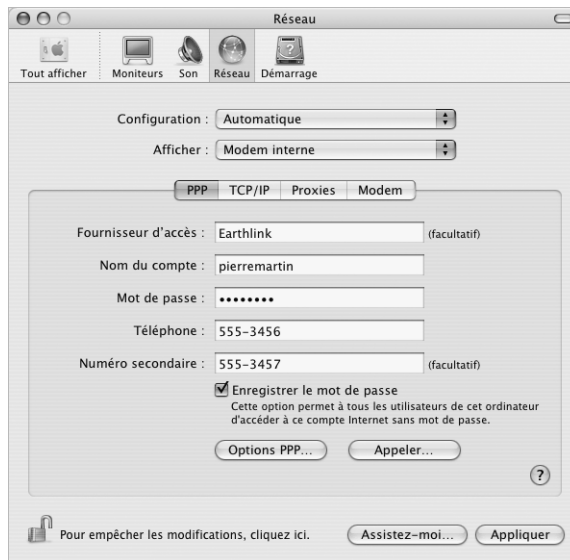 Réseau
Tout afficher Moniteurs Son Réseau Démarrage
Configuration : Automatique
Afficher : Modem interne
PPP TCP/IP Proxies Modem
Fournisseur d'accès : Earthlink (facultatif)
Nom du compte : pierremartin
Mot de passe : ••••••••
Téléphone : 555-3456
Numéro secondaire : 555-3457 (facultatif)
Enregistrer le mot de passe
Cette option permet à tous les utilisateurs de cet ordinateur
d'accéder à ce compte Internet sans mot de passe.
Options PPP... Appeler...
?
Pour empêcher les modifications, cliquez ici. Assistez-moi... Appliquer